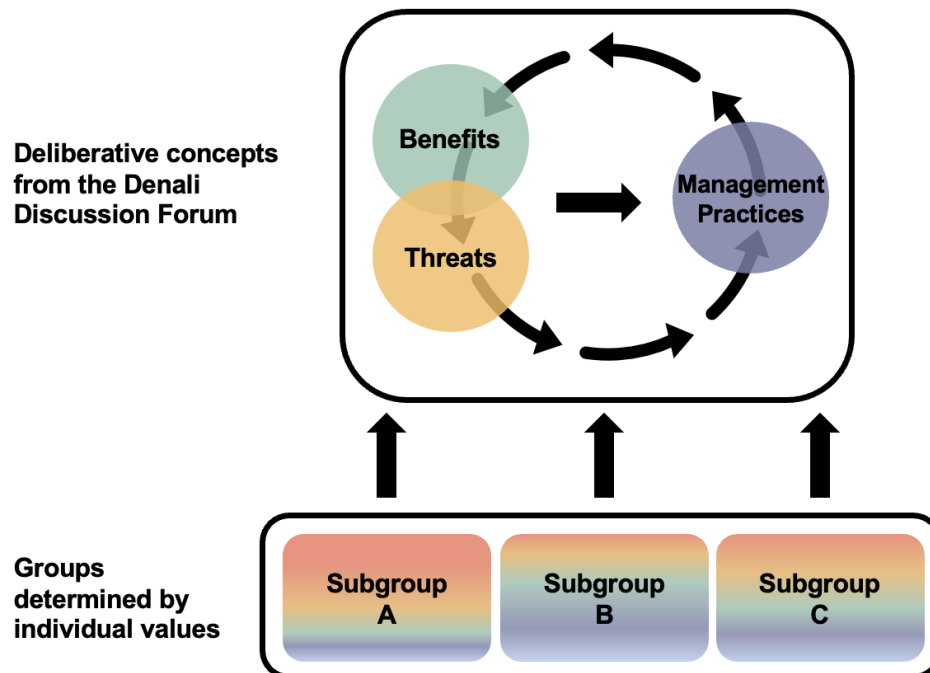 Deliberative concepts
from the Denali
Discussion Forum
Benefits
Threats
Management
Practices
Groups
determined by
individual values
Subgroup
A
Subgroup
B
Subgroup
C